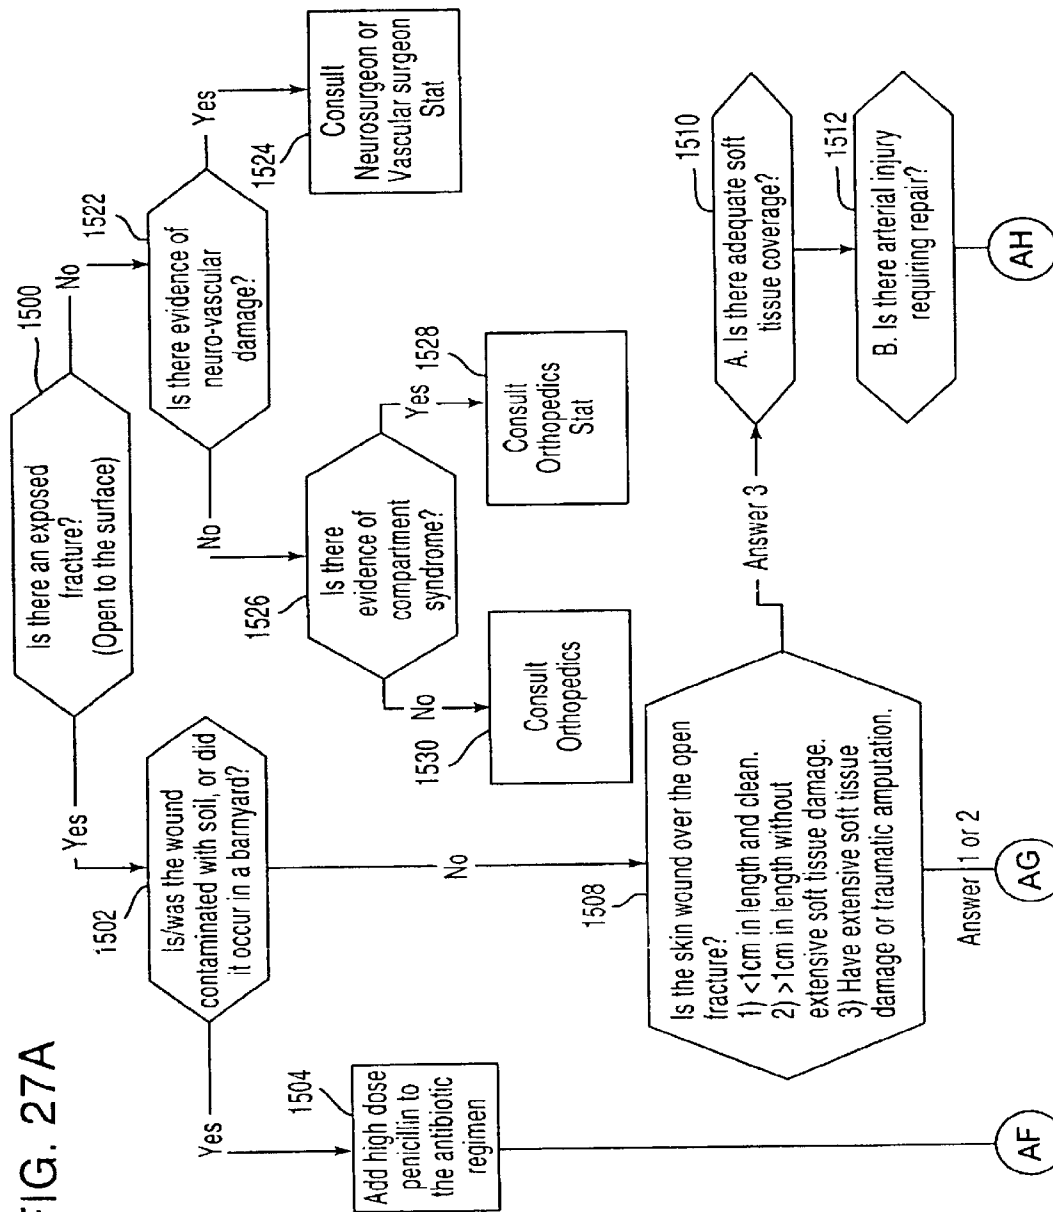 FIG. 27A
1500
Is there an exposed
fracture?
(Open to the surface)
Yes
No
1502
Is/was the wound
contaminated with soil, or did
it occur in a barnyard?
Yes
No
1504
Add high dose
penicillin to
the antibiotic
regimen
AF
1522
Is there evidence of
neuro-vascular
damage?
No
Yes
1524
Consult
Neurosurgeon or
Vascular surgeon
Stat
1526
Is there
evidence of
compartment
syndrome?
No
Yes
1528
Consult
Orthopedics
Stat
1530
Consult
Orthopedics
1508
Is the skin wound over the open
fracture?
1) <1cm in length and clean.
2) >1cm in length without
extensive soft tissue damage.
3) Have extensive soft tissue
damage or traumatic amputation.
Answer 1 or 2
AG
Answer 3
1510
A. Is there adequate soft
tissue coverage?
1512
B. Is there arterial injury
requiring repair?
AH